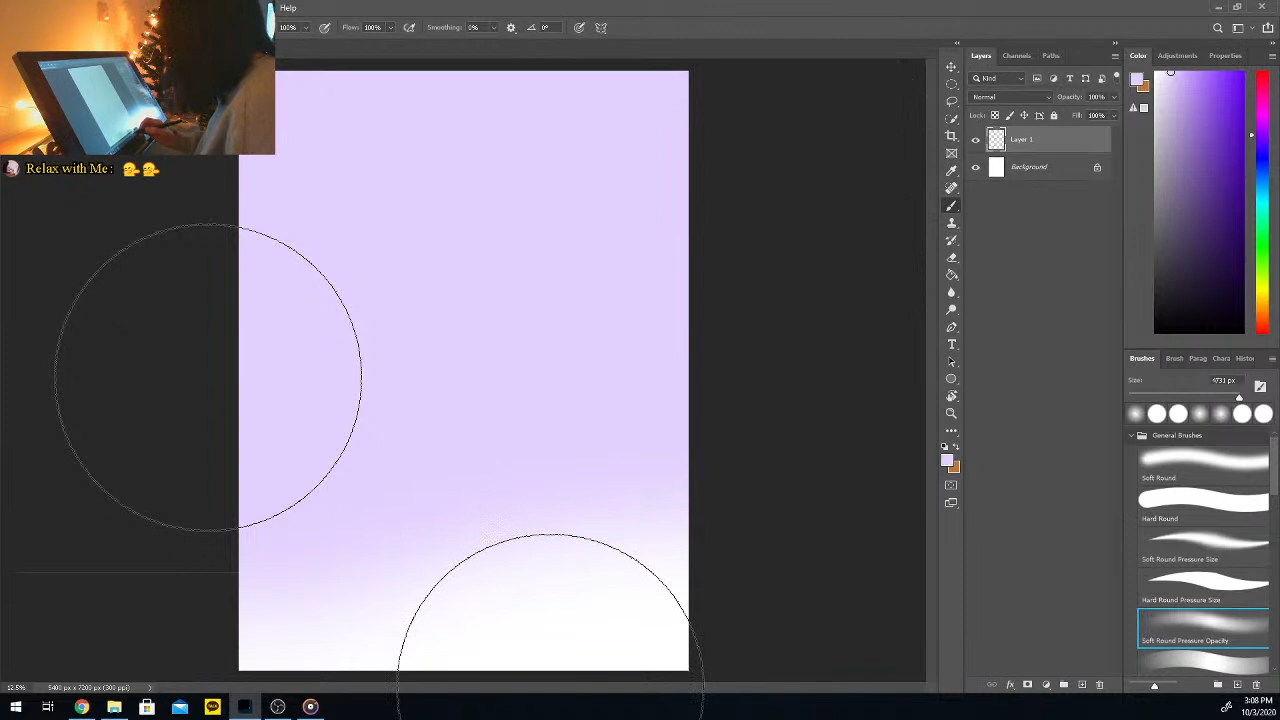 Help
100% Flow: 100% Smoothing: 0% 0°
Relax with Me :
Layers Channels Paths
Kind
Normal Opacity: 100%
Lock: Fill: 100%
Layer 1
Background
Color Adjustments Properties
Brushes Brush Parag Chara Histor
Size: 4731 px
General Brushes
Soft Round
Hard Round
Soft Round Pressure Size
Hard Round Pressure Size
Soft Round Pressure Opacity
12.5% 5400 px x 7200 px (300 ppi)
3:08 PM
10/3/2020